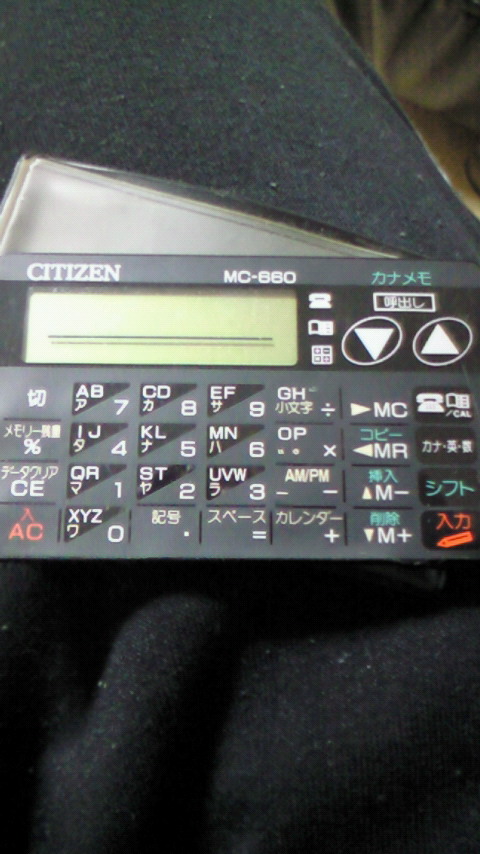 CITIZEN MC-660 カナメモ
呼出し
切 AB ア 7 CD カ 8 EF サ 9 GH 小文字 ÷ ►MC /CAL
メモリー残量 % IJ タ 4 KL ナ 5 MN ハ 6 OP ゛゜ × コピー ◄MR カナ・英・数
データクリア CE QR マ 1 ST ヤ 2 UVW ラ 3 AM/PM − 挿入 ▲M− シフト
入 AC XYZ ワ 0 記号 . スペース = カレンダー + 削除 ▼M+ 入力